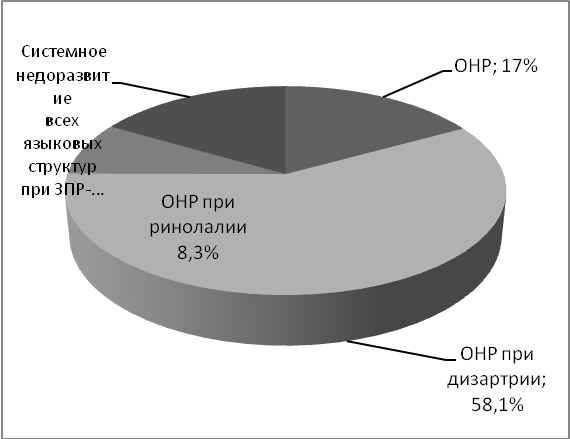 Системное
недоразвит
ие
всех
языковых
структур
при ЗПР-...
ОНР; 17%
ОНР при
ринолалии
8,3%
ОНР при
дизартрии;
58,1%